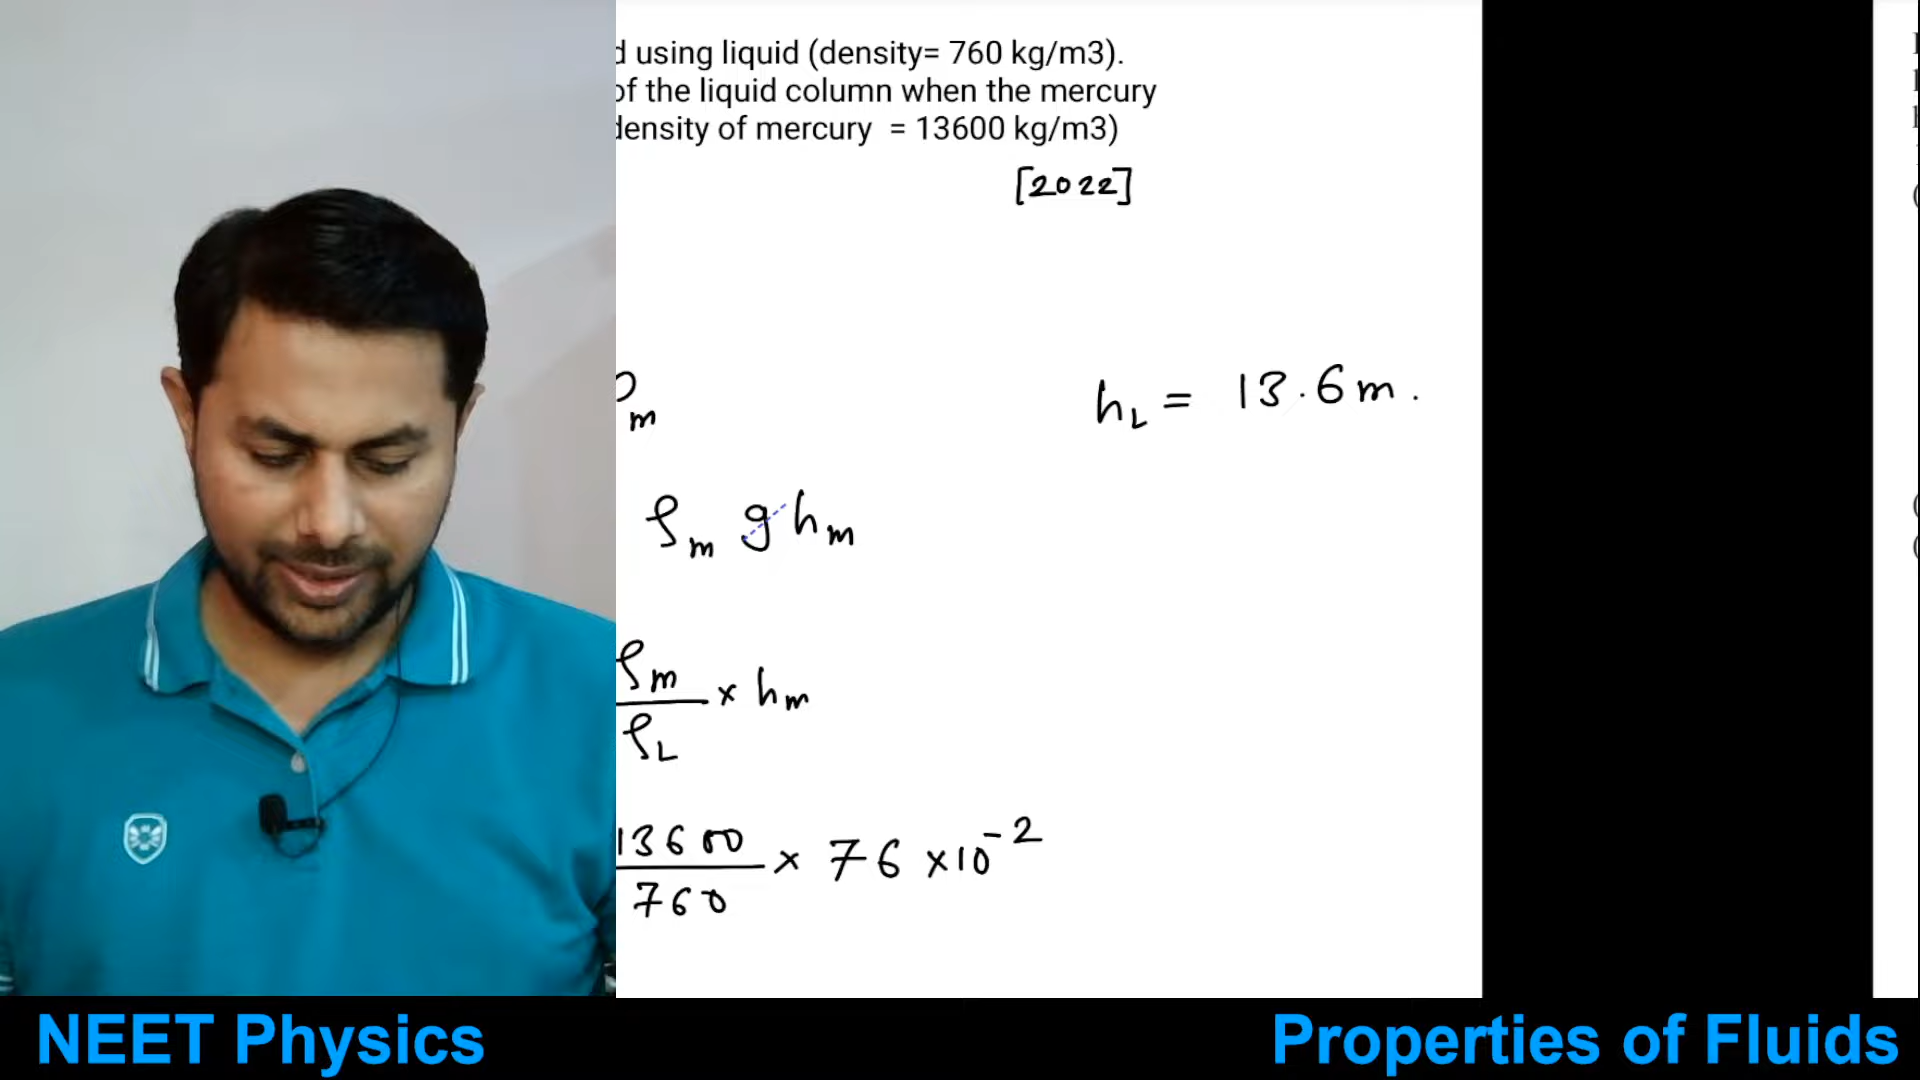 d using liquid (density= 760 kg/m3).
of the liquid column when the mercury
density of mercury = 13600 kg/m3)
[2022]
h_L = 13.6 m.
ρ_m g h_m
ρ_m / ρ_L × h_m
13600 / 760 × 76 × 10^-2
NEET Physics
Properties of Fluids